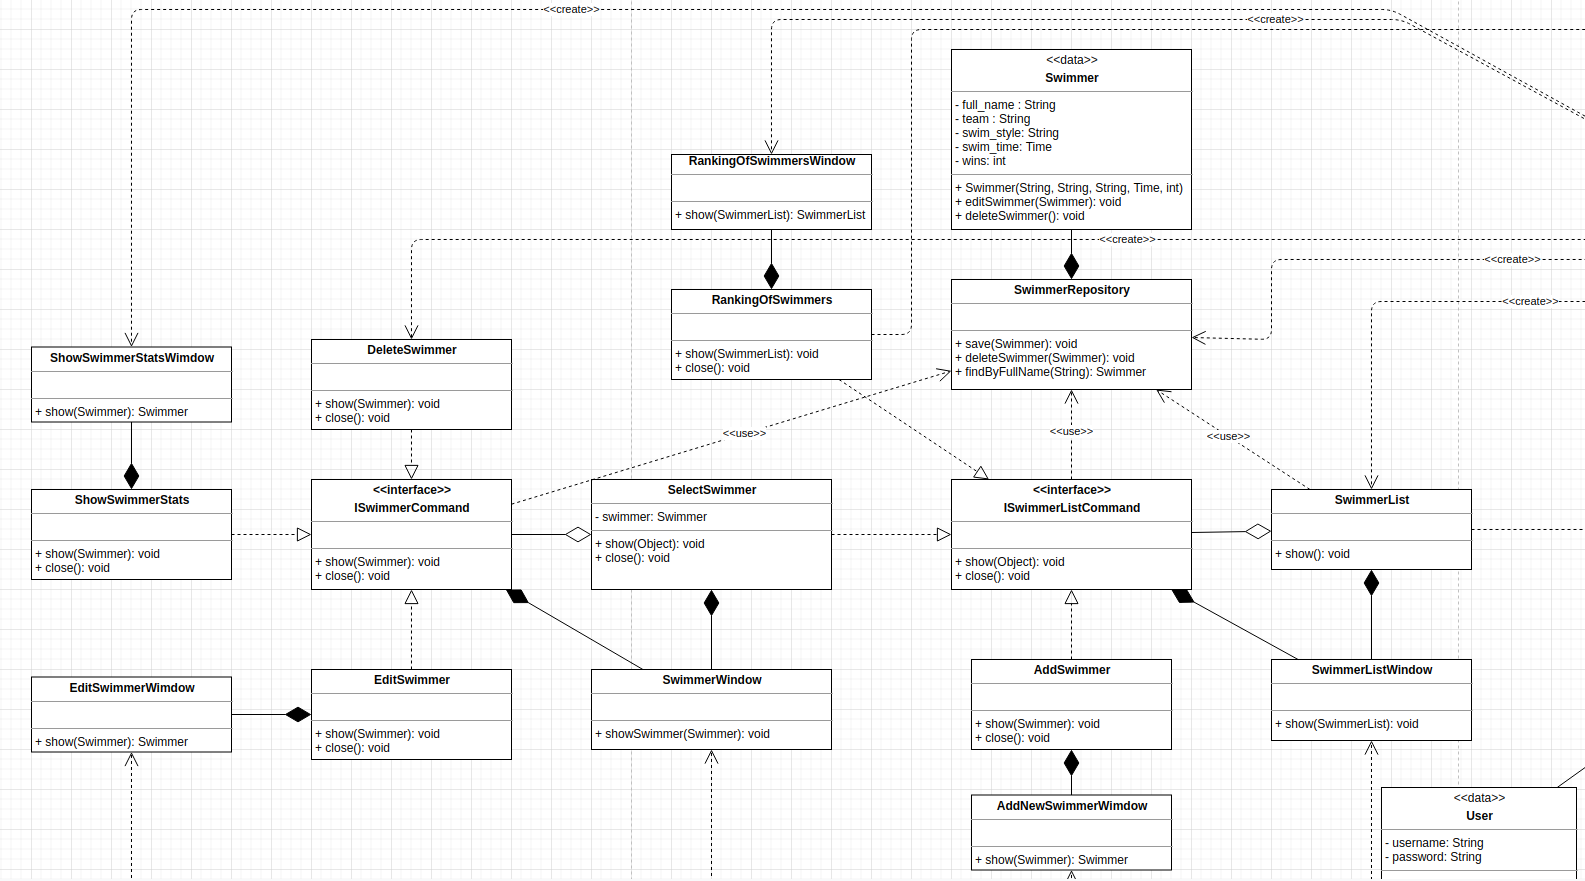 <<create>>
<<create>>
<<data>>
Swimmer
- full_name : String
- team : String
- swim_style: String
- swim_time: Time
- wins: int
+ Swimmer(String, String, String, Time, int)
+ editSwimmer(Swimmer): void
+ deleteSwimmer(): void
RankingOfSwimmersWindow
+ show(SwimmerList): SwimmerList
<<create>>
<<create>>
<<create>>
RankingOfSwimmers
+ show(SwimmerList): void
+ close(): void
SwimmerRepository
+ save(Swimmer): void
+ deleteSwimmer(Swimmer): void
+ findByFullName(String): Swimmer
ShowSwimmerStatsWimdow
+ show(Swimmer): Swimmer
DeleteSwimmer
+ show(Swimmer): void
+ close(): void
<<use>>
<<use>>
<<use>>
ShowSwimmerStats
+ show(Swimmer): void
+ close(): void
<<interface>>
ISwimmerCommand
+ show(Swimmer): void
+ close(): void
SelectSwimmer
- swimmer: Swimmer
+ show(Object): void
+ close(): void
<<interface>>
ISwimmerListCommand
+ show(Object): void
+ close(): void
SwimmerList
+ show(): void
EditSwimmerWimdow
+ show(Swimmer): Swimmer
EditSwimmer
+ show(Swimmer): void
+ close(): void
SwimmerWindow
+ showSwimmer(Swimmer): void
AddSwimmer
+ show(Swimmer): void
+ close(): void
SwimmerListWindow
+ show(SwimmerList): void
AddNewSwimmerWimdow
+ show(Swimmer): Swimmer
<<data>>
User
- username: String
- password: String